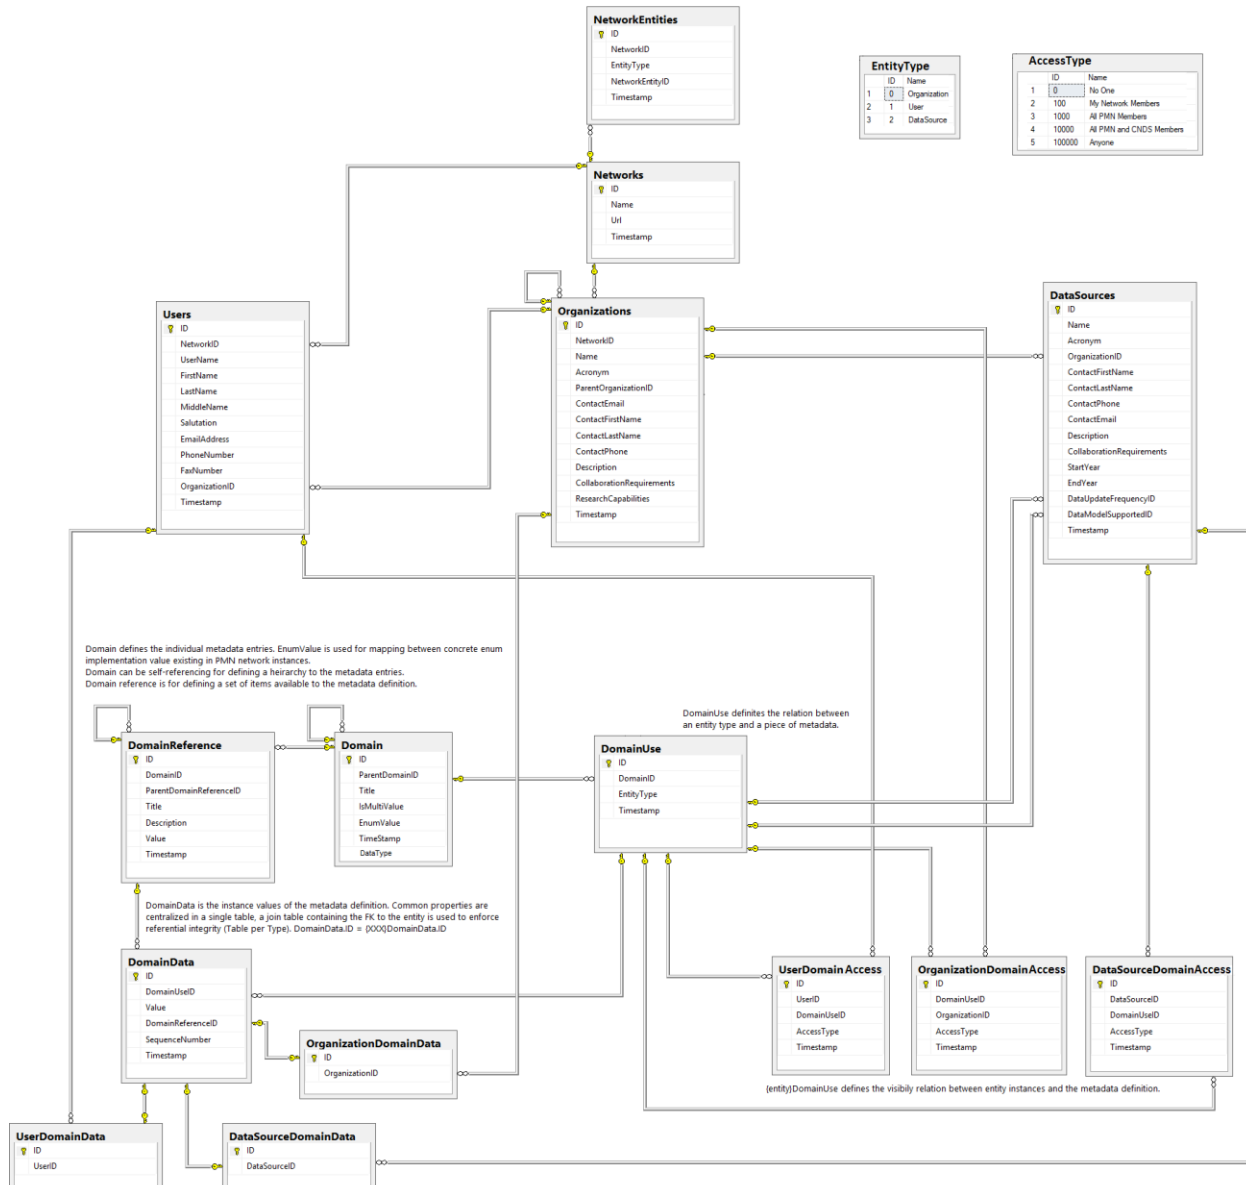 NetworkEntities
ID
NetworkID
EntityType
NetworkEntityID
Timestamp
EntityType
ID Name
1 0 Organization
2 1 User
3 2 DataSource
AccessType
ID Name
1 0 No One
2 100 My Network Members
3 1000 All PMN Members
4 10000 All PMN and CNDS Members
5 100000 Anyone
Networks
ID
Name
Url
Timestamp
Users
ID
NetworkID
UserName
FirstName
LastName
MiddleName
Salutation
EmailAddress
PhoneNumber
FaxNumber
OrganizationID
Timestamp
Organizations
ID
NetworkID
Name
Acronym
ParentOrganizationID
ContactEmail
ContactFirstName
ContactLastName
ContactPhone
Description
CollaborationRequirements
ResearchCapabilities
Timestamp
DataSources
ID
Name
Acronym
OrganizationID
ContactFirstName
ContactLastName
ContactPhone
ContactEmail
Description
CollaborationRequirements
StartYear
EndYear
DataUpdateFrequencyID
DataModelSupportedID
Timestamp
Domain defines the individual metadata entries. EnumValue is used for mapping between concrete enum
implementation value existing in PMN network instances.
Domain can be self-referencing for defining a heirarchy to the metadata entries.
Domain reference is for defining a set of items available to the metadata definition.
DomainUse definites the relation between
an entity type and a piece of metadata.
DomainReference
ID
DomainID
ParentDomainReferenceID
Title
Description
Value
Timestamp
Domain
ID
ParentDomainID
Title
IsMultiValue
EnumValue
TimeStamp
DataType
DomainUse
ID
DomainID
EntityType
Timestamp
DomainData is the instance values of the metadata definition. Common properties are
centralized in a single table, a join table containing the FK to the entity is used to enforce
referential integrity (Table per Type). DomainData.ID = {XXX}DomainData.ID
DomainData
ID
DomainUseID
Value
DomainReferenceID
SequenceNumber
Timestamp
OrganizationDomainData
ID
OrganizationID
UserDomainAccess
ID
UserID
DomainUseID
AccessType
Timestamp
OrganizationDomainAccess
ID
DomainUseID
OrganizationID
AccessType
Timestamp
DataSourceDomainAccess
ID
DataSourceID
DomainUseID
AccessType
Timestamp
{entity}DomainUse defines the visibily relation between entity instances and the metadata definition.
UserDomainData
ID
UserID
DataSourceDomainData
ID
DataSourceID